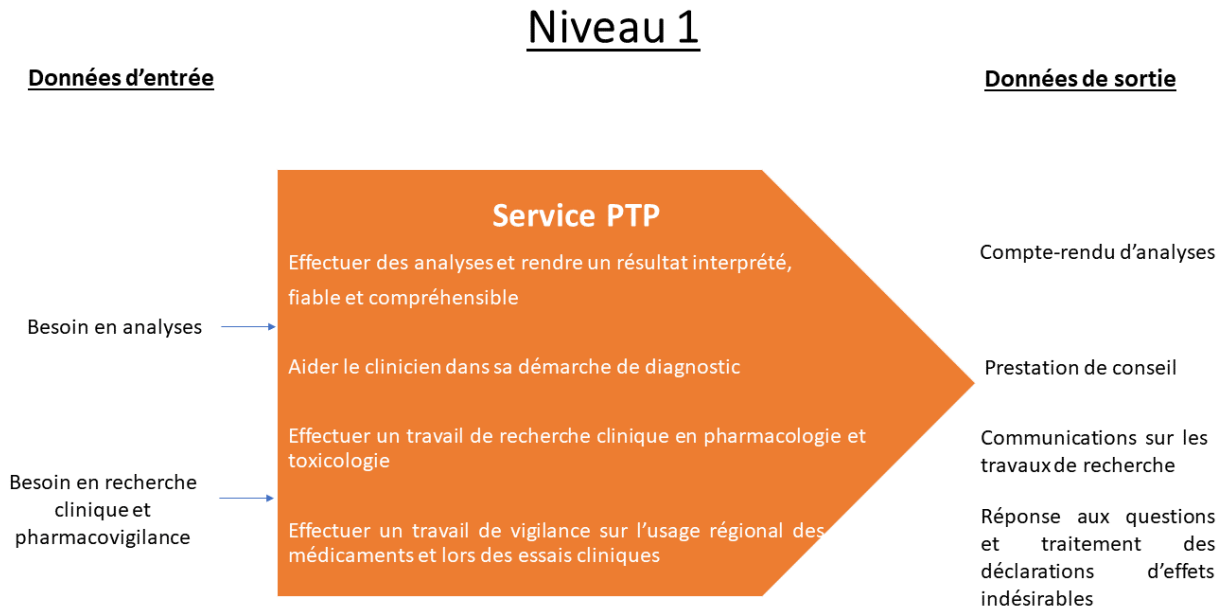 Niveau 1
Données d'entrée
Données de sortie
Service PTP
Effectuer des analyses et rendre un résultat interprété,
fiable et compréhensible
Aider le clinicien dans sa démarche de diagnostic
Effectuer un travail de recherche clinique en pharmacologie et
toxicologie
Effectuer un travail de vigilance sur l'usage régional des
médicaments et lors des essais cliniques
Besoin en analyses
Besoin en recherche
clinique et
pharmacovigilance
Compte-rendu d'analyses
Prestation de conseil
Communications sur les
travaux de recherche
Réponse aux questions
et traitement des
déclarations d'effets
indésirables